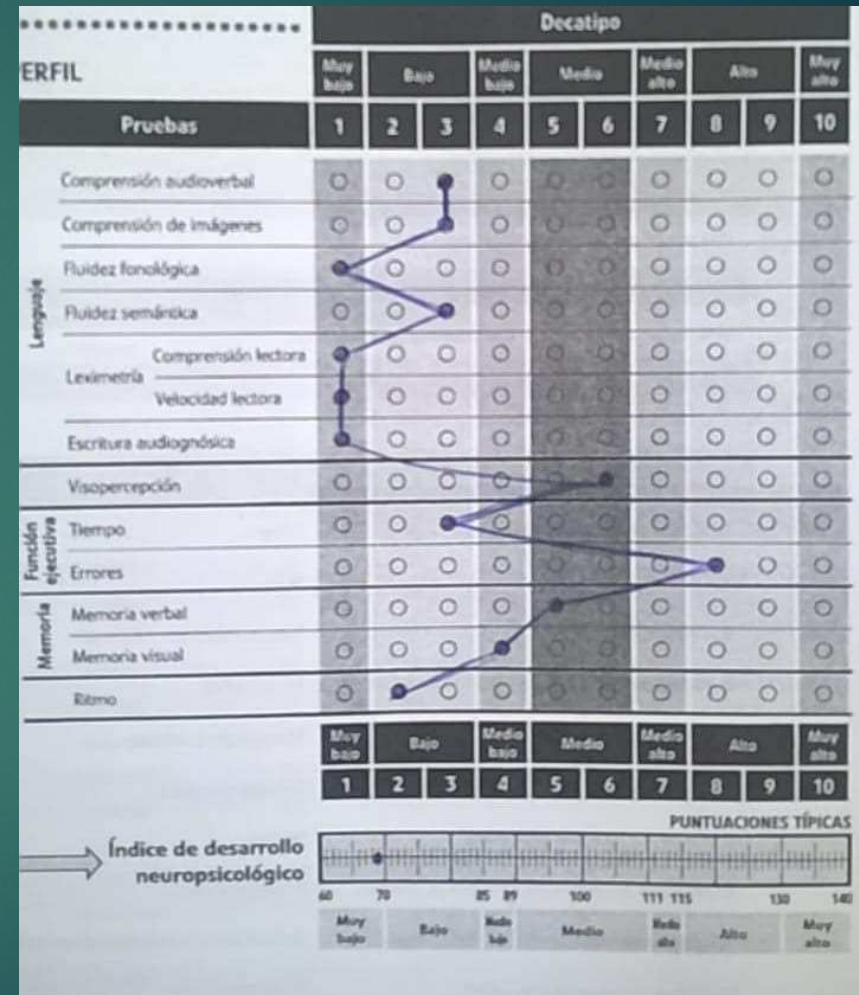 Decatipo
ERFIL
Muy bajo Bajo Medio bajo Medio Medio alto Alto Muy alto
Pruebas 1 2 3 4 5 6 7 8 9 10
Lenguaje
Comprensión audioverbal
Comprensión de imágenes
Fluidez fonológica
Fluidez semántica
Leximetría
Comprensión lectora
Velocidad lectora
Escritura audiognósica
Visopercepción
Función ejecutiva
Tiempo
Errores
Memoria
Memoria verbal
Memoria visual
Ritmo
Muy bajo Bajo Medio bajo Medio Medio alto Alto Muy alto
1 2 3 4 5 6 7 8 9 10
PUNTUACIONES TÍPICAS
Índice de desarrollo
neuropsicológico
60 70 85 89 100 111 115 130 140
Muy bajo Bajo Medio bajo Medio Medio alto Alto Muy alto